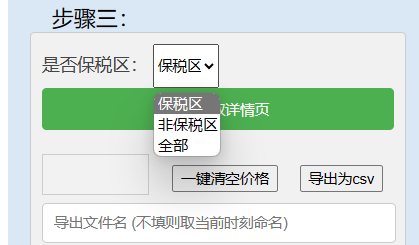 步骤三：
是否保税区：
保税区
保税区
非保税区
全部
详情页
一键清空价格
导出为csv
导出文件名 (不填则取当前时刻命名)